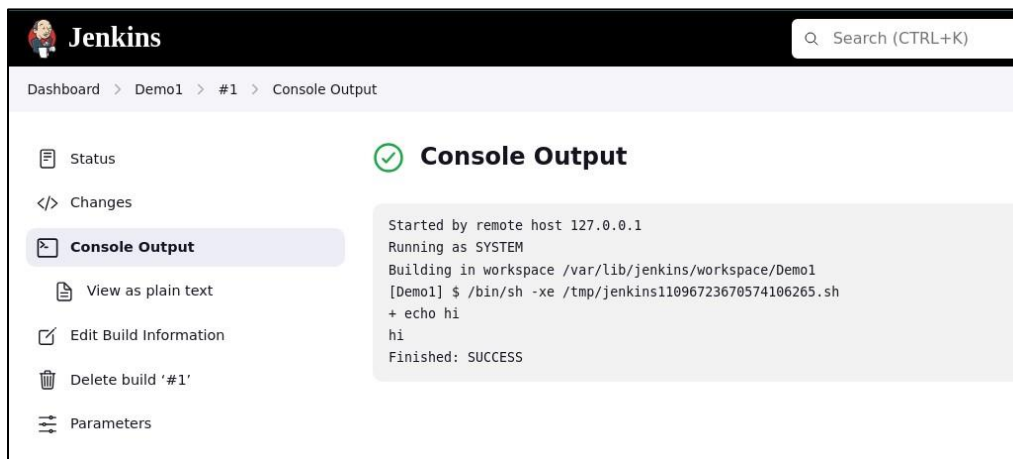 Jenkins
Search (CTRL+K)
Dashboard > Demo1 > #1 > Console Output
Status
Changes
Console Output
View as plain text
Edit Build Information
Delete build ‘#1’
Parameters
Console Output
Started by remote host 127.0.0.1
Running as SYSTEM
Building in workspace /var/lib/jenkins/workspace/Demo1
[Demo1] $ /bin/sh -xe /tmp/jenkins11096723670574106265.sh
+ echo hi
hi
Finished: SUCCESS